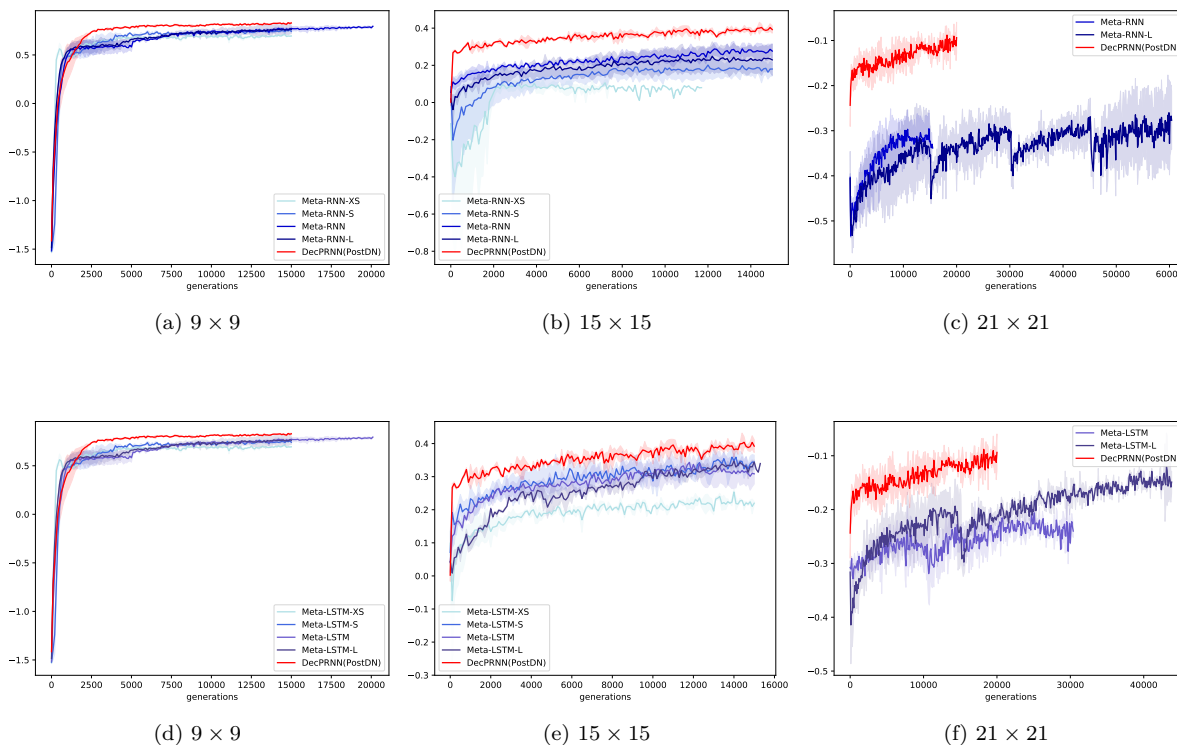 0.5
0.0
−0.5
−1.0
−1.5
0
2500
5000
7500
10000
12500
15000
17500
20000
generations
Meta-RNN-XS
Meta-RNN-S
Meta-RNN
Meta-RNN-L
DecPRNN(PostDN)
(a) 9 × 9
0.4
0.2
0.0
−0.2
−0.4
−0.6
−0.8
0
2000
4000
6000
8000
10000
12000
14000
generations
Meta-RNN-XS
Meta-RNN-S
Meta-RNN
Meta-RNN-L
DecPRNN(PostDN)
(b) 15 × 15
−0.1
−0.2
−0.3
−0.4
−0.5
0
10000
20000
30000
40000
50000
60000
generations
Meta-RNN
Meta-RNN-L
DecPRNN(PostDN)
(c) 21 × 21
0.5
0.0
−0.5
−1.0
−1.5
0
2500
5000
7500
10000
12500
15000
17500
20000
generations
Meta-LSTM-XS
Meta-LSTM-S
Meta-LSTM
Meta-LSTM-L
DecPRNN(PostDN)
(d) 9 × 9
0.4
0.3
0.2
0.1
0.0
−0.1
−0.2
−0.3
0
2000
4000
6000
8000
10000
12000
14000
16000
generations
Meta-LSTM-XS
Meta-LSTM-S
Meta-LSTM
Meta-LSTM-L
DecPRNN(PostDN)
(e) 15 × 15
−0.1
−0.2
−0.3
−0.4
−0.5
0
10000
20000
30000
40000
generations
Meta-LSTM
Meta-LSTM-L
DecPRNN(PostDN)
(f) 21 × 21